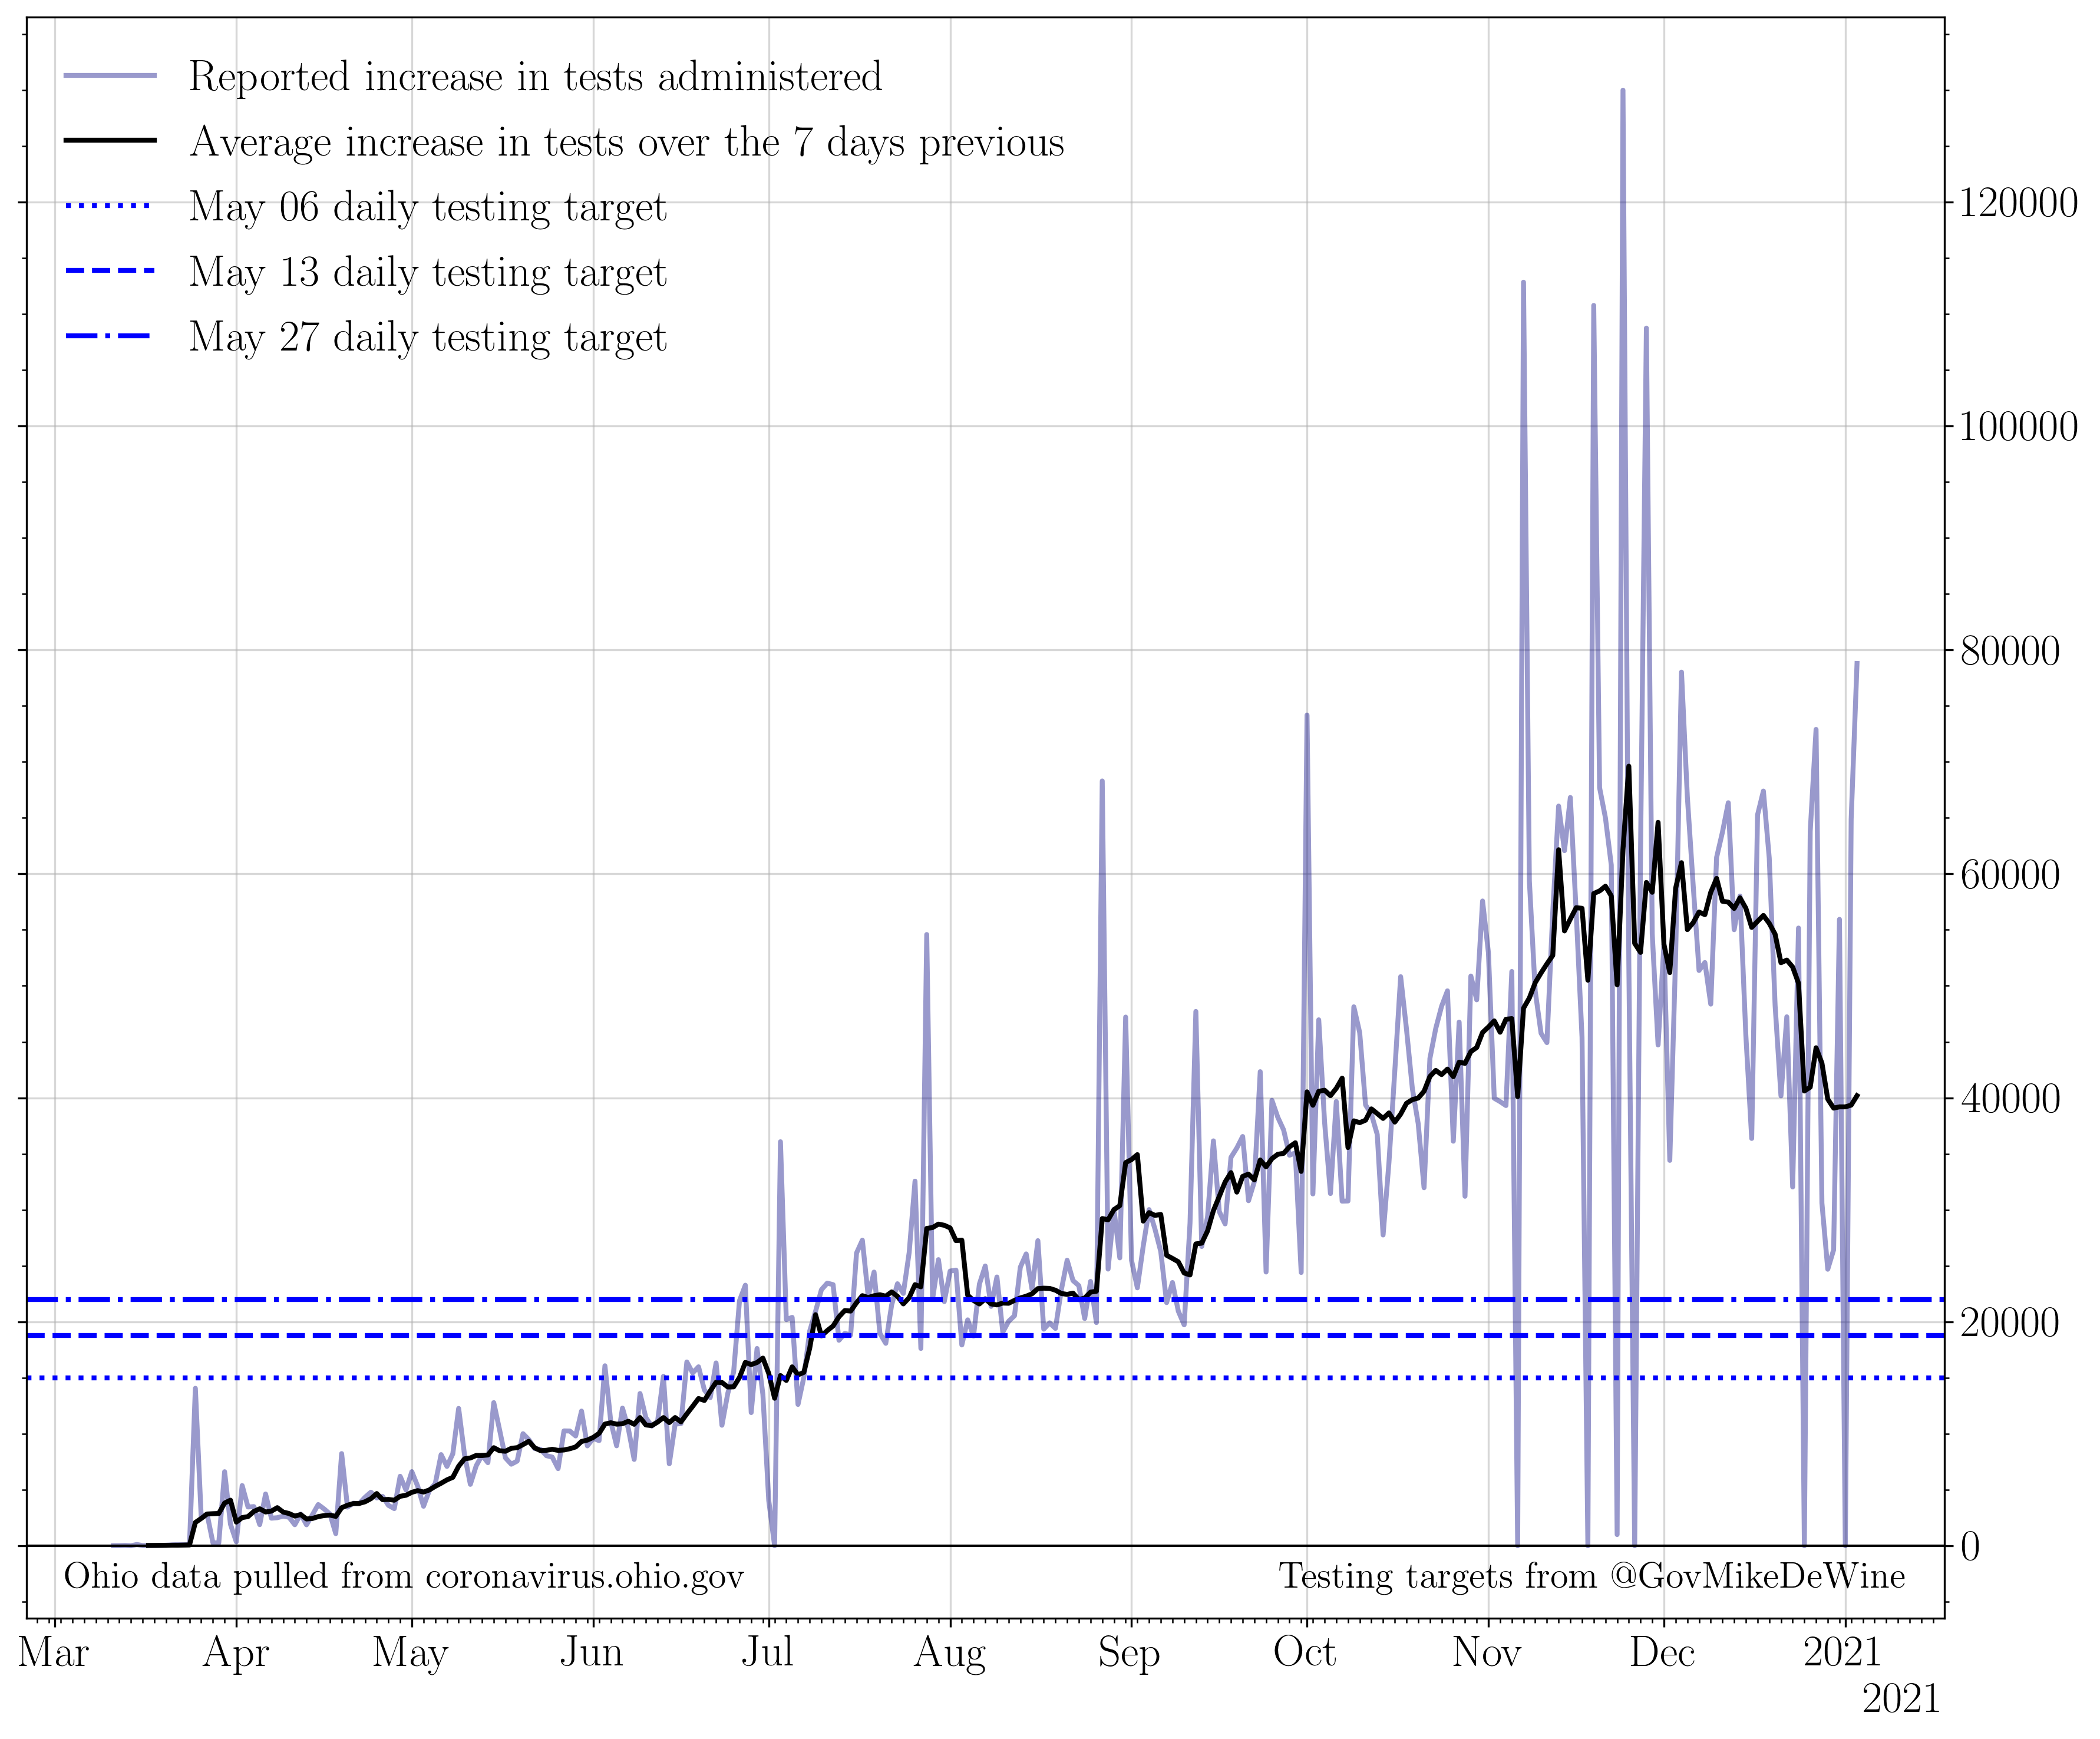 Reported increase in tests administered
Average increase in tests over the 7 days previous
May 06 daily testing target
May 13 daily testing target
May 27 daily testing target
120000
100000
80000
60000
40000
20000
0
Ohio data pulled from coronavirus.ohio.gov
Testing targets from @GovMikeDeWine
Mar Apr May Jun Jul Aug Sep Oct Nov Dec 2021
2021